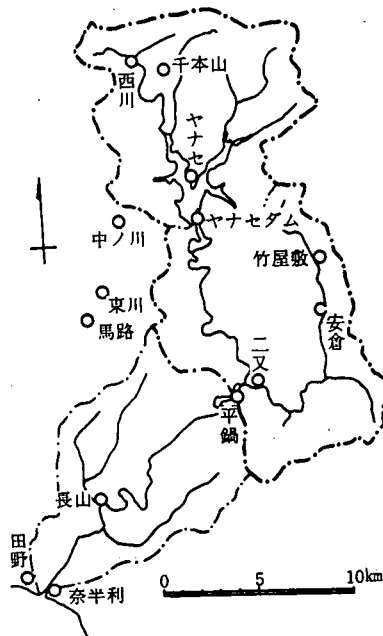 西川
千本山
ヤナセ
ヤナセダム
中ノ川
竹屋敷
安倉
東川
馬路
二又
平鍋
長山
田野
奈半利
0 5 10km